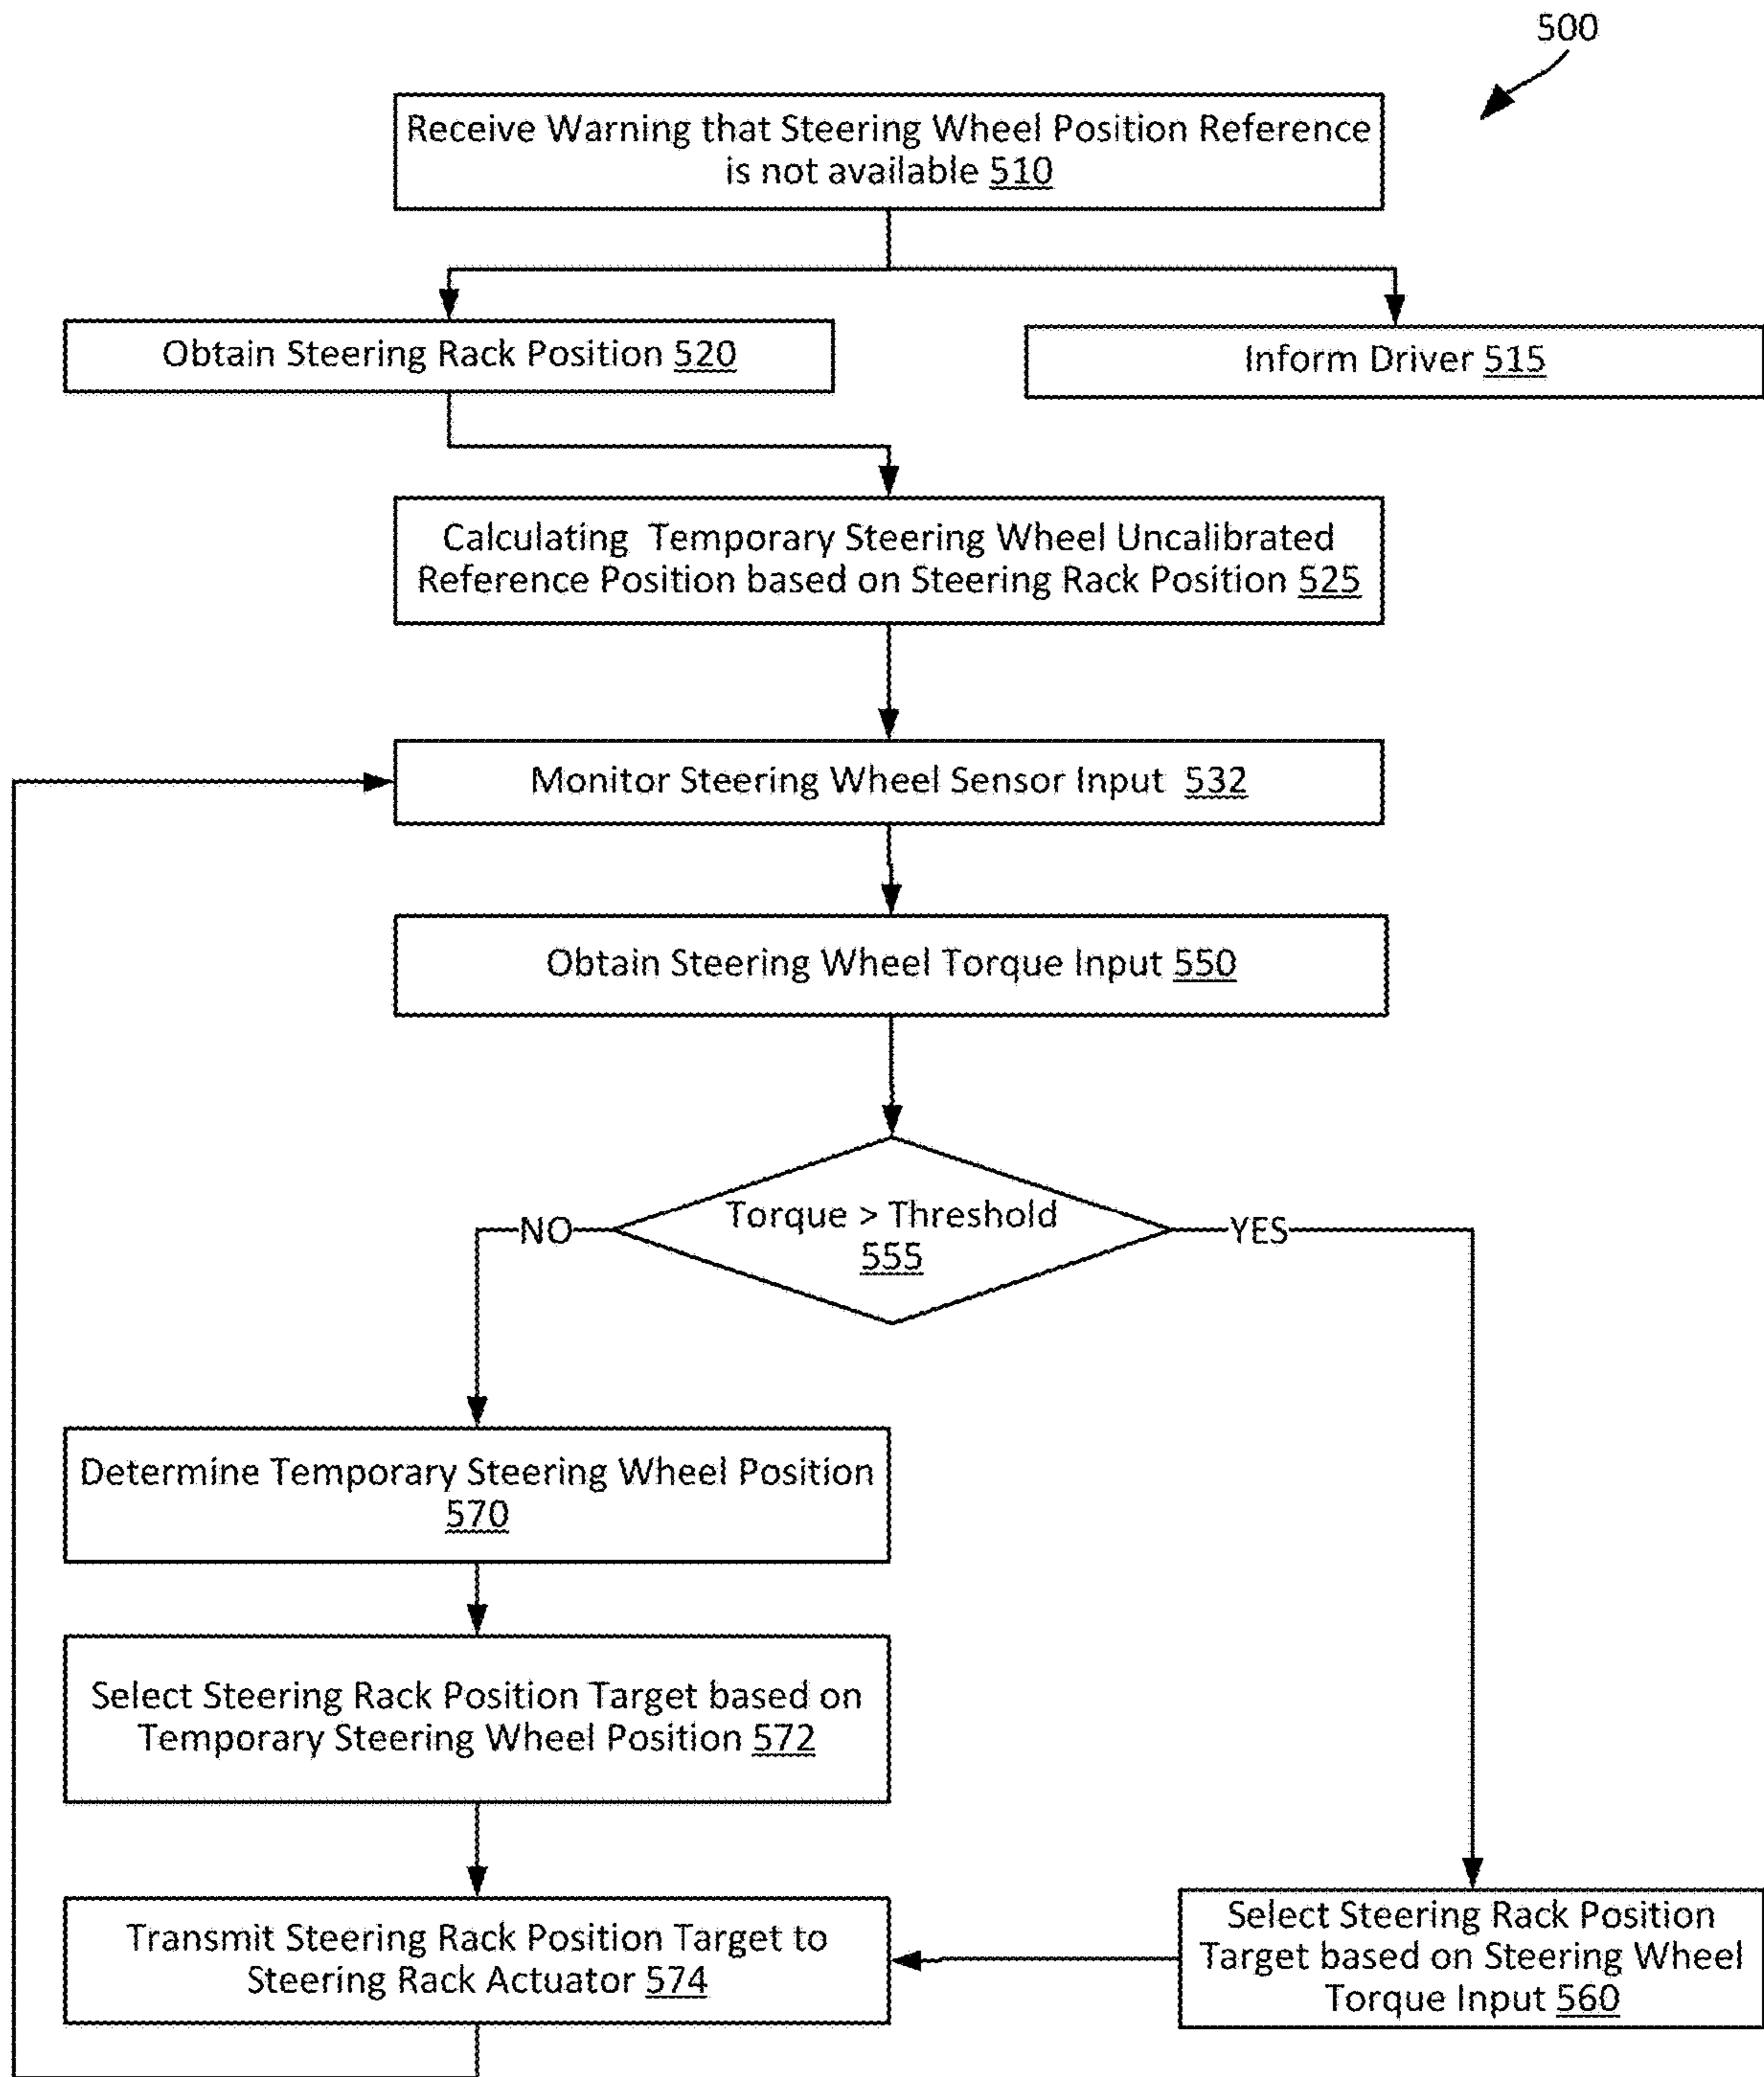 500
Receive Warning that Steering Wheel Position Reference
is not available 510
Obtain Steering Rack Position 520
Inform Driver 515
Calculating Temporary Steering Wheel Uncalibrated
Reference Position based on Steering Rack Position 525
Monitor Steering Wheel Sensor Input 532
Obtain Steering Wheel Torque Input 550
Torque > Threshold
555
NO
YES
Determine Temporary Steering Wheel Position
570
Select Steering Rack Position Target based on
Temporary Steering Wheel Position 572
Transmit Steering Rack Position Target to
Steering Rack Actuator 574
Select Steering Rack Position
Target based on Steering Wheel
Torque Input 560